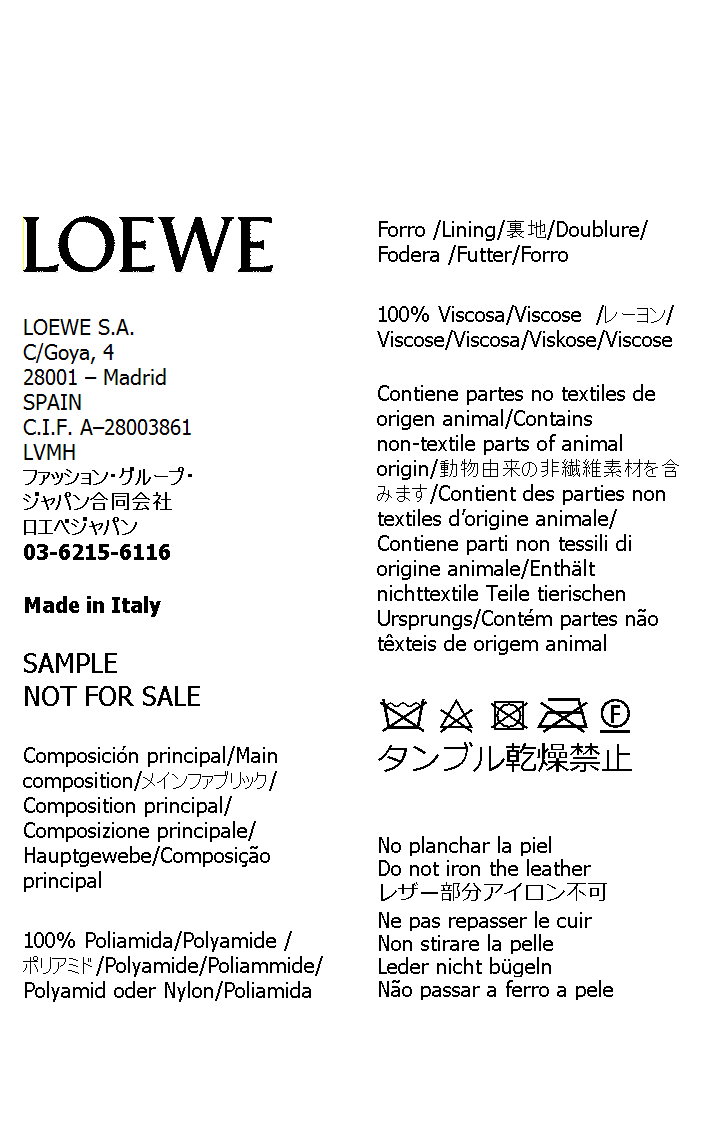 LOEWE
LOEWE S.A.
C/Goya, 4
28001 – Madrid
SPAIN
C.I.F. A–28003861
LVMH
ファッション・グループ・
ジャパン合同会社
ロエベジャパン
03-6215-6116
Made in Italy
SAMPLE
NOT FOR SALE
Composición principal/Main
composition/メインファブリック/
Composition principal/
Composizione principale/
Hauptgewebe/Composição
principal
100% Poliamida/Polyamide /
ポリアミド/Polyamide/Poliammide/
Polyamid oder Nylon/Poliamida
Forro /Lining/裏地/Doublure/
Fodera /Futter/Forro
100% Viscosa/Viscose /レーヨン/
Viscose/Viscosa/Viskose/Viscose
Contiene partes no textiles de
origen animal/Contains
non-textile parts of animal
origin/動物由来の非繊維素材を含
みます/Contient des parties non
textiles d’origine animale/
Contiene parti non tessili di
origine animale/Enthält
nichttextile Teile tierischen
Ursprungs/Contém partes não
têxteis de origem animal
F
タンブル乾燥禁止
No planchar la piel
Do not iron the leather
レザー部分アイロン不可
Ne pas repasser le cuir
Non stirare la pelle
Leder nicht bügeln
Não passar a ferro a pele